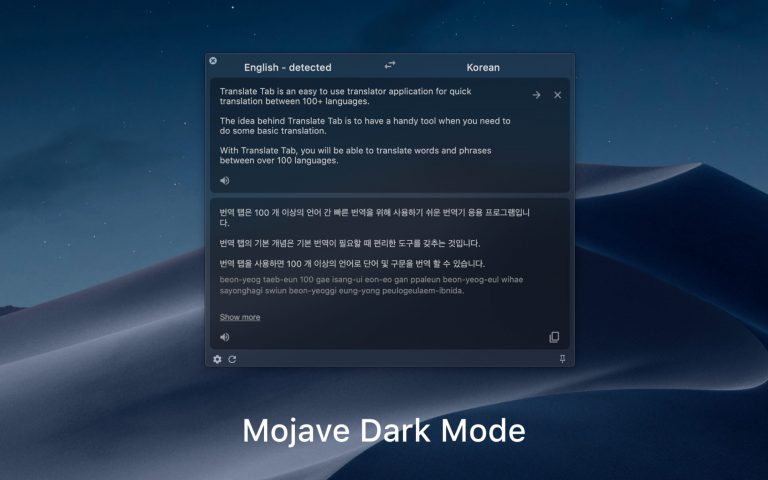 English - detected
Korean
Translate Tab is an easy to use translator application for quick
translation between 100+ languages.
The idea behind Translate Tab is to have a handy tool when you need to
do some basic translation.
With Translate Tab, you will be able to translate words and phrases
between over 100 languages.
번역 탭은 100 개 이상의 언어 간 빠른 번역을 위해 사용하기 쉬운 번역기 응용 프로그램입니
다.
번역 탭의 기본 개념은 기본 번역이 필요할 때 편리한 도구를 갖추는 것입니다.
번역 탭을 사용하면 100 개 이상의 언어로 단어 및 구문을 번역 할 수 있습니다.
beon-yeog taeb-eun 100 gae isang-ui eon-eo gan ppaleun beon-yeog-eul wihae
sayonghagi swiun beon-yeoggi eung-yong peulogeulaem-ibnida.
Show more
Mojave Dark Mode